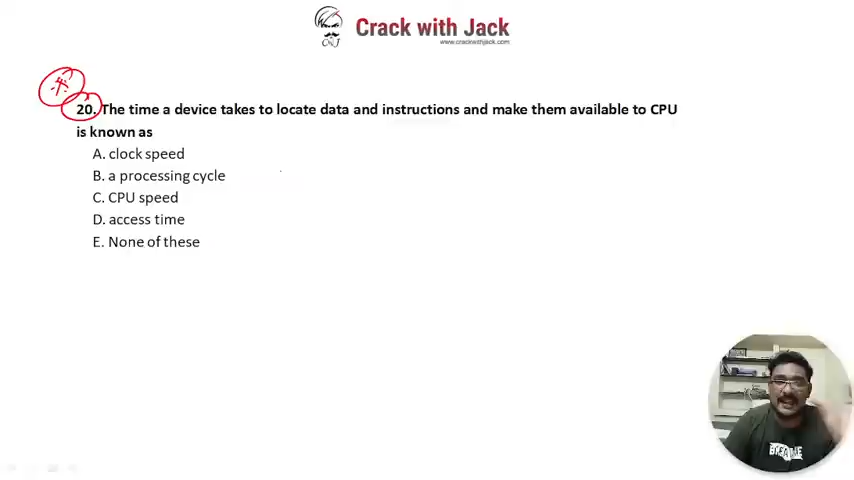 Crack with Jack
www.crackwithjack.com
CWJ
20. The time a device takes to locate data and instructions and make them available to CPU
is known as
A. clock speed
B. a processing cycle
C. CPU speed
D. access time
E. None of these